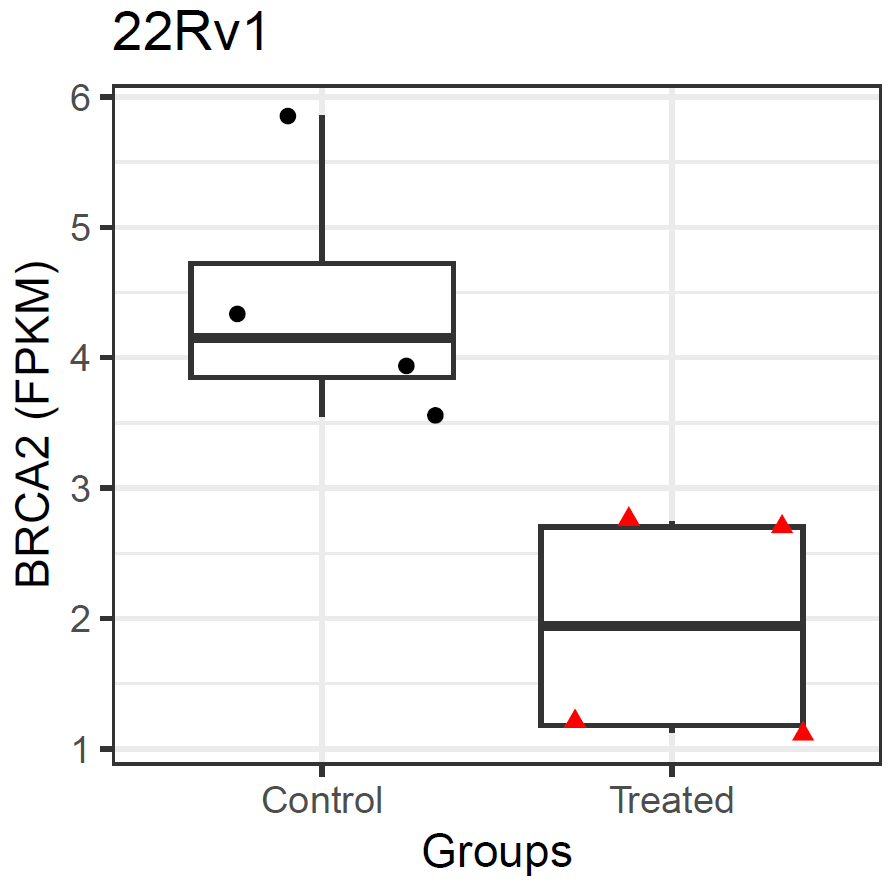 22Rv1
BRCA2 (FPKM)
6
5
4
3
2
1
Control Treated
Groups